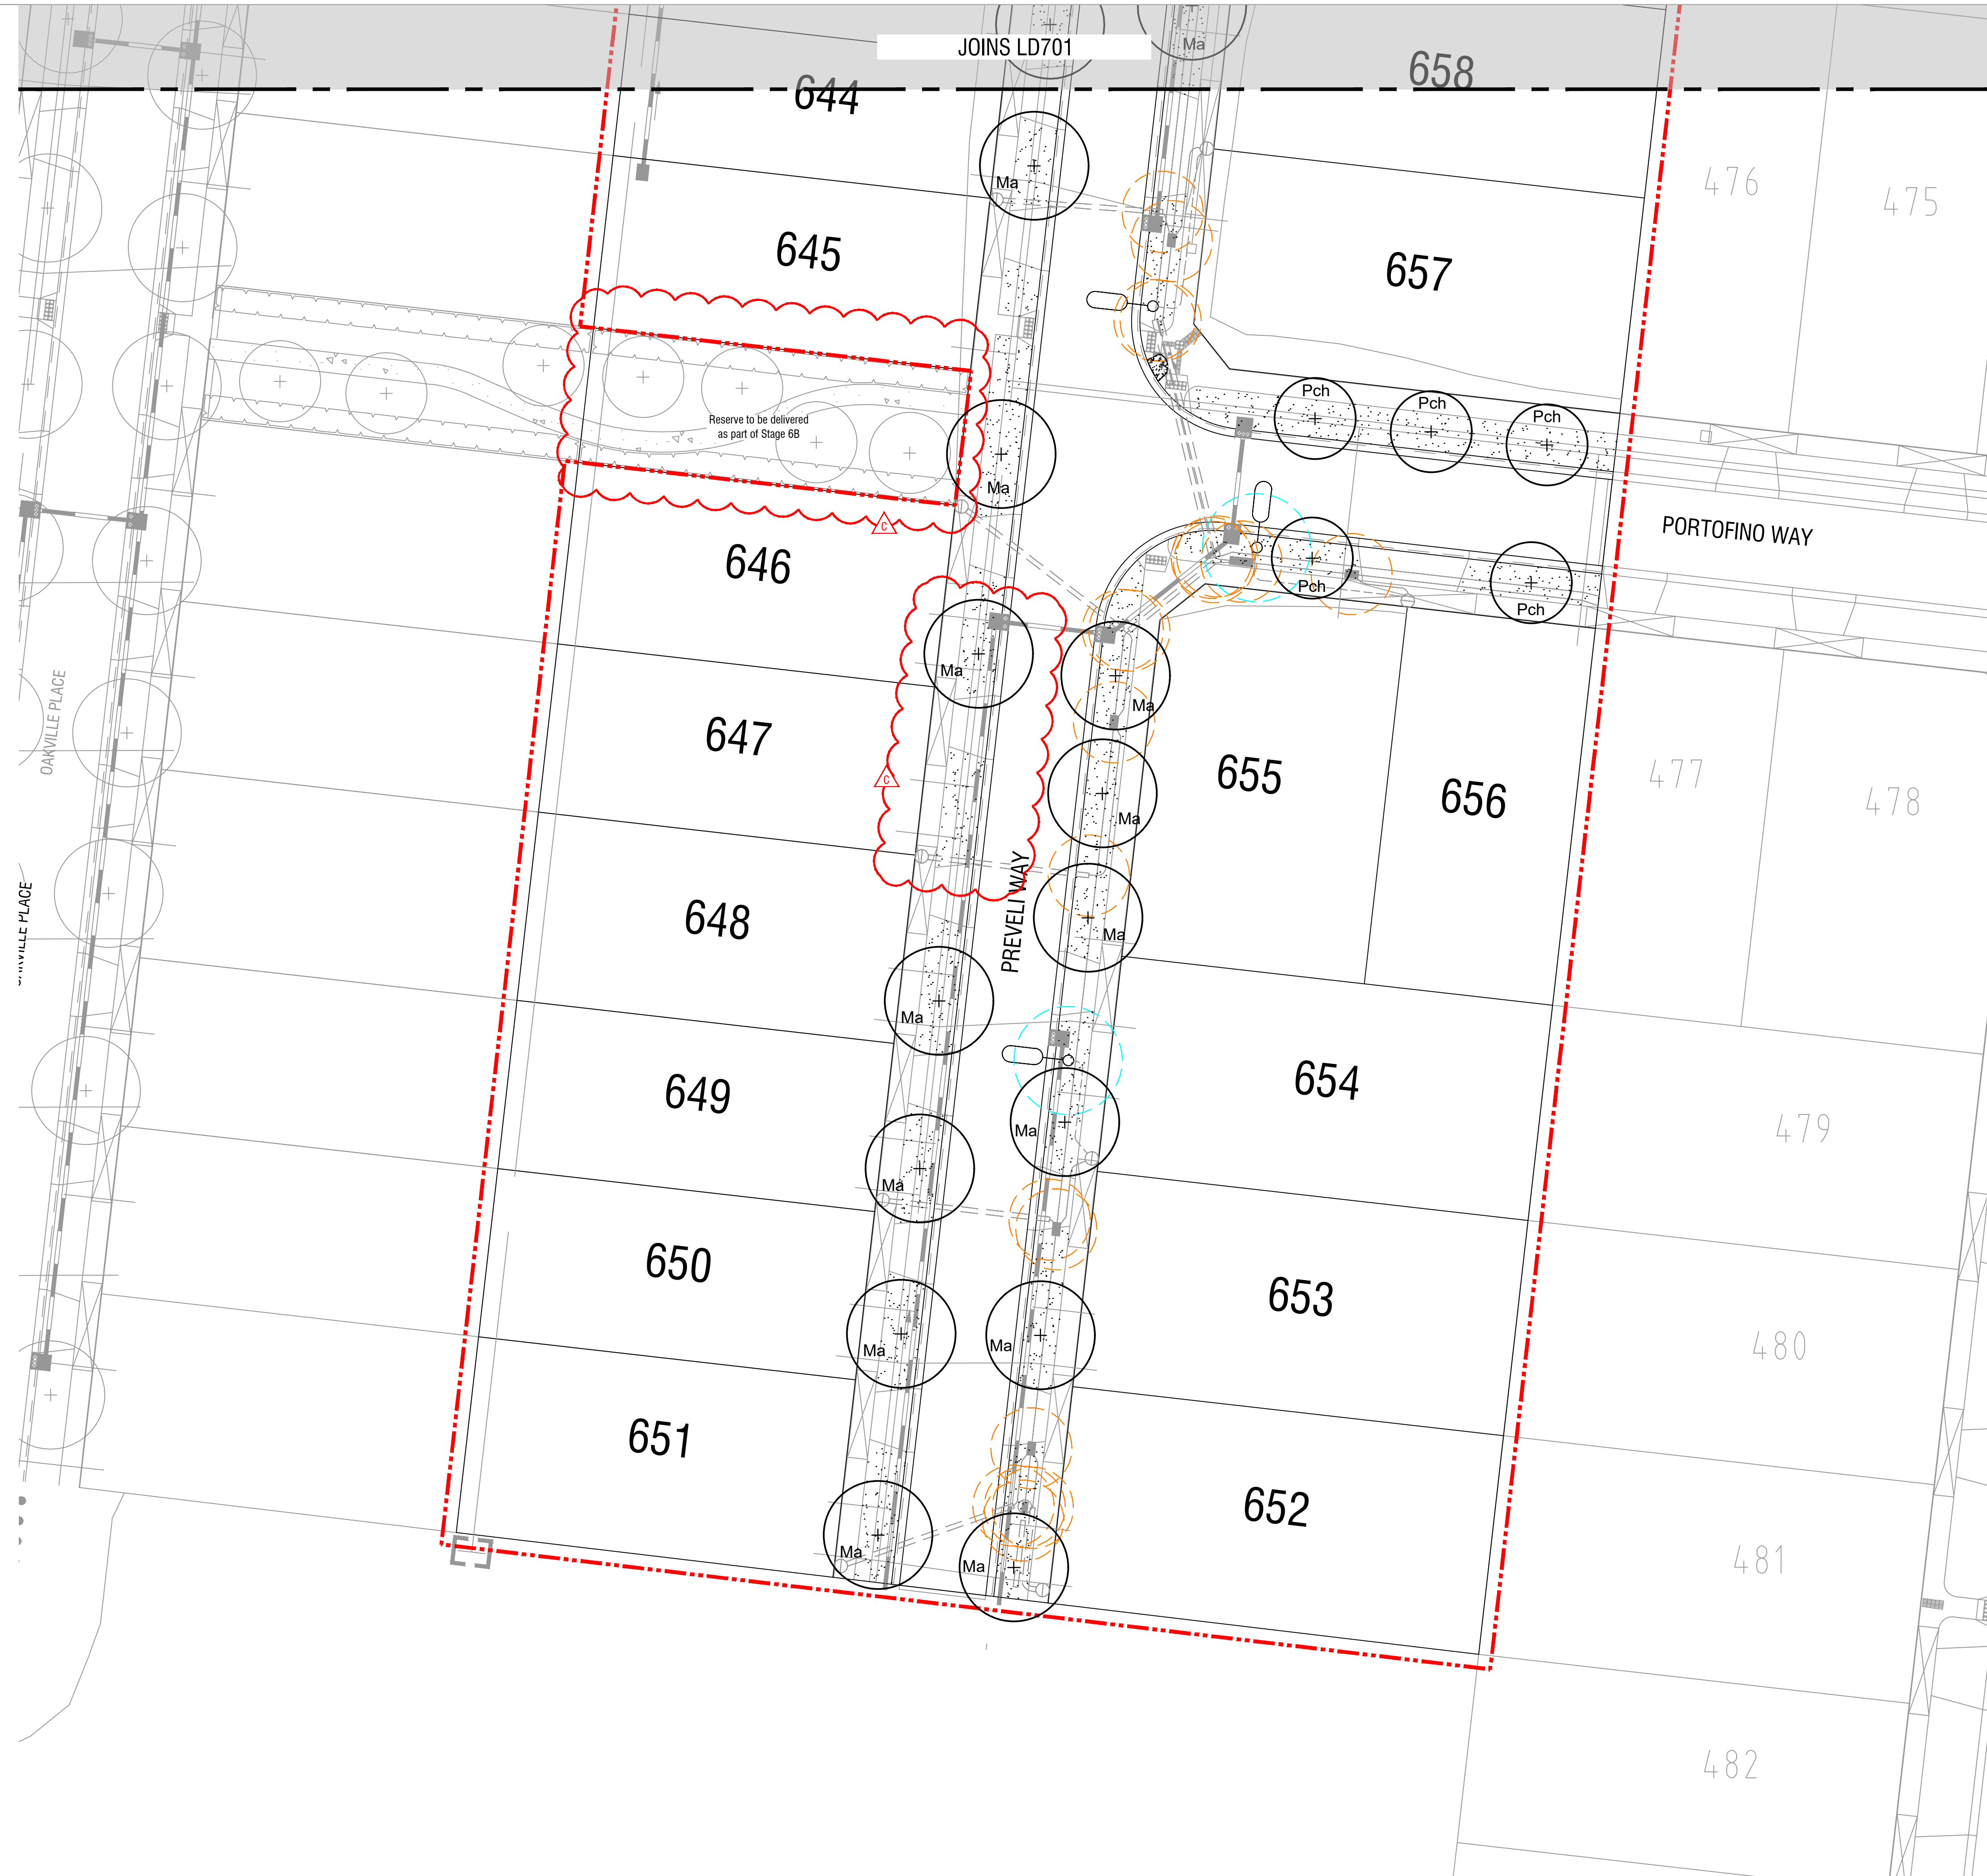 JOINS LD701
Ma
658
644
Ma
476
475
645
657
Pch
Pch
Pch
Reserve to be delivered
as part of Stage 6B
Ma
C
PORTOFINO WAY
646
Pch
Pch
Ma
OAKVILLE PLACE
Ma
647
C
655
656
477
478
Ma
OAKVILLE PLACE
PREVELI WAY
648
Ma
Ma
654
649
Ma
479
Ma
650
653
Ma
Ma
480
651
652
Ma
Ma
481
482